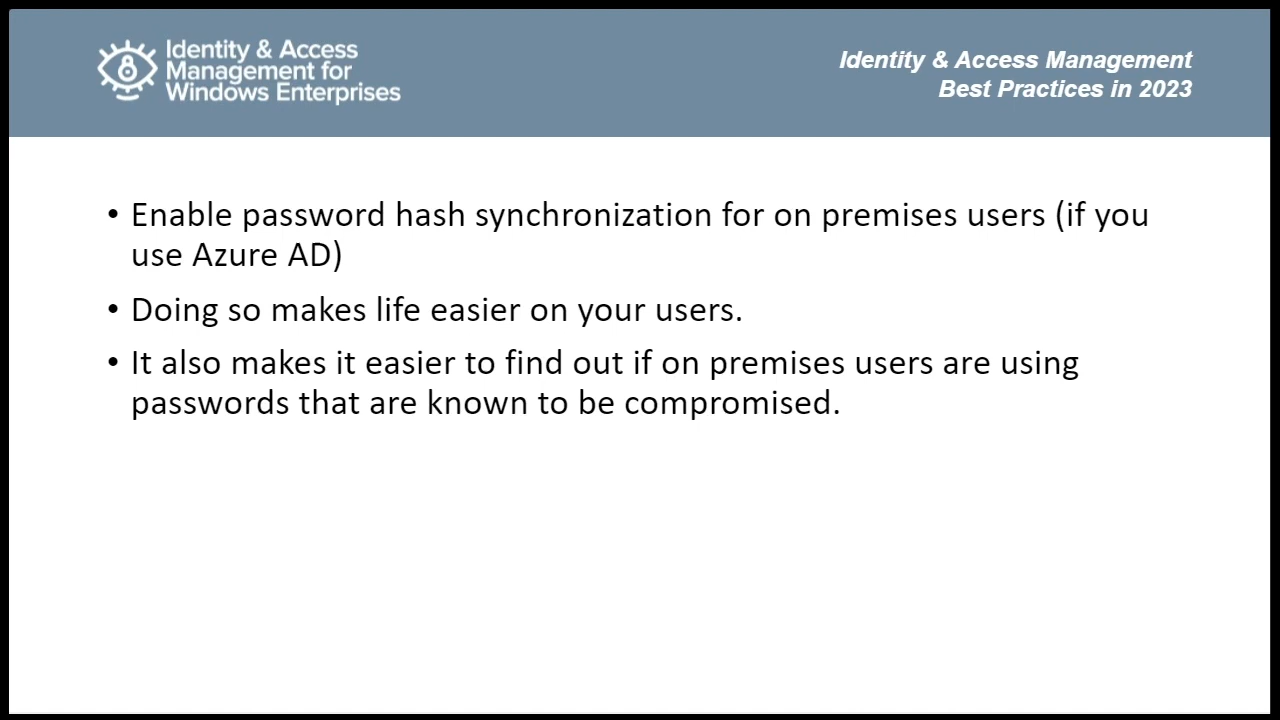 Identity & Access
Management for
Windows Enterprises
Identity & Access Management
Best Practices in 2023
• Enable password hash synchronization for on premises users (if you
use Azure AD)
• Doing so makes life easier on your users.
• It also makes it easier to find out if on premises users are using
passwords that are known to be compromised.